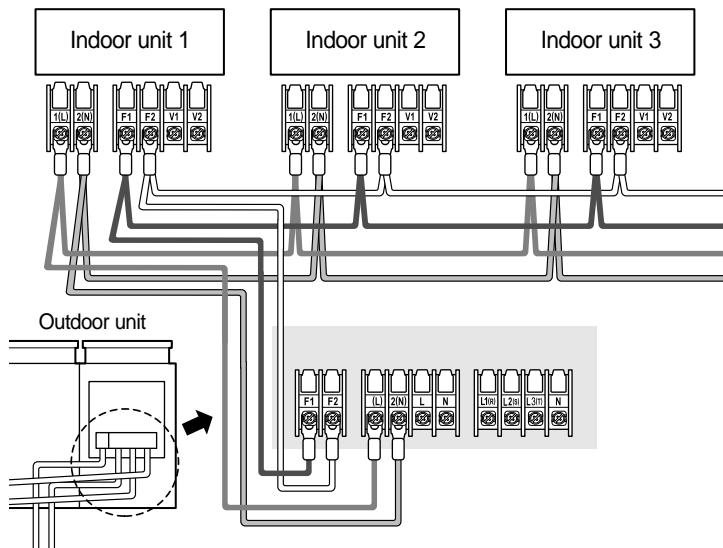 Indoor unit 1 Indoor unit 2 Indoor unit 3
1(L) 2(N) F1 F2 V1 V2 1(L) 2(N) F1 F2 V1 V2 1(L) 2(N) F1 F2 V1 V2
Outdoor unit
F1 F2 (L) 2(N) L N L1(R) L2(S) L3(T) N